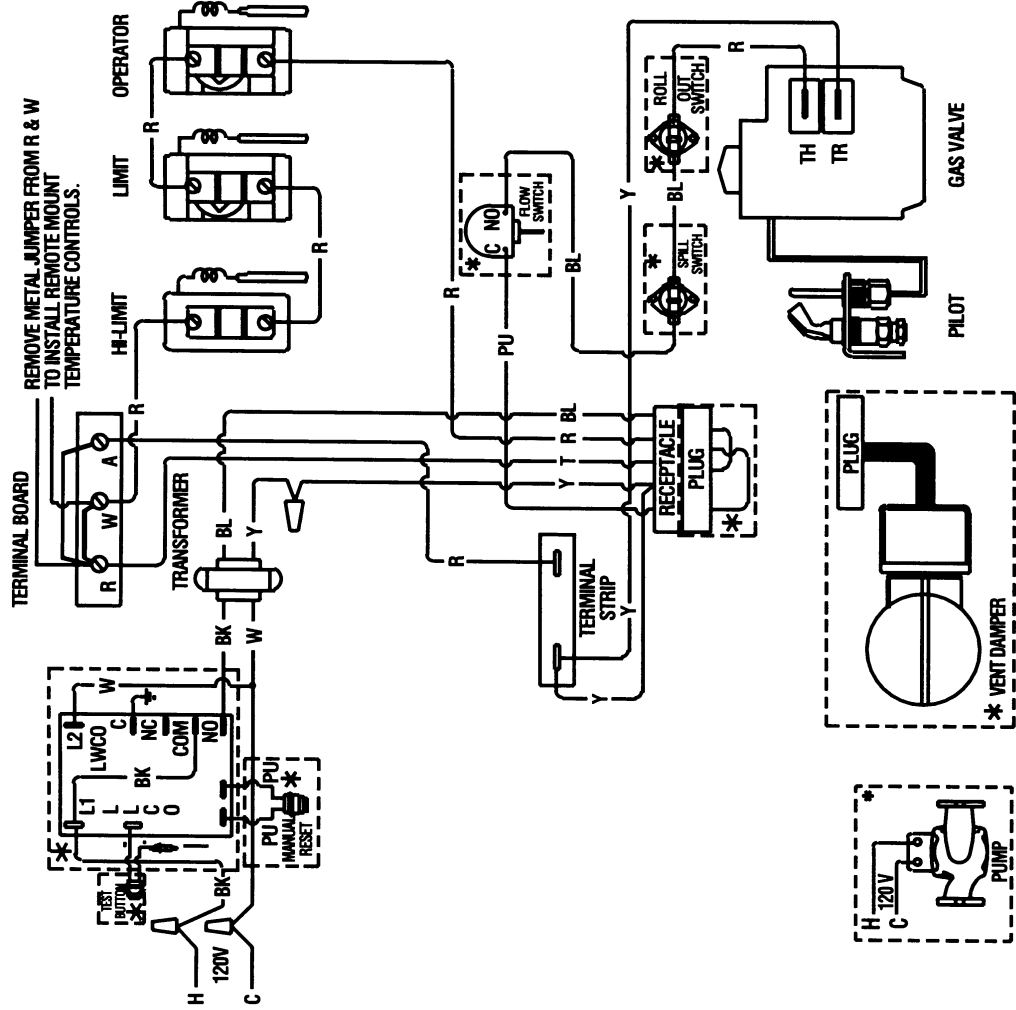 REMOVE METAL JUMPER FROM R & W
TO INSTALL REMOTE MOUNT
TEMPERATURE CONTROLS.
OPERATOR
LIMIT
HI-LIMIT
R
R
R
TERMINAL BOARD
R
W
A
TRANSFORMER
BL
Y
BK
W
L2
W
LWCO
C
NC
COM
NO
BK
L1
L
L
C
O
*
PU
PU
*
MANUAL
RESET
TEST
BUTTON
*
BK
H
120V
C
R
PU
C
NO
*
FLOW
SWITCH
BL
Y
BL
R
T
Y
RECEPTACLE
PLUG
*
R
TERMINAL
STRIP
Y
Y
R
*
ROLL
OUT
SWITCH
BL
*
SPILL
SWITCH
TH
TR
GAS VALVE
PILOT
PLUG
* VENT DAMPER
*
H
120 V
C
PUMP